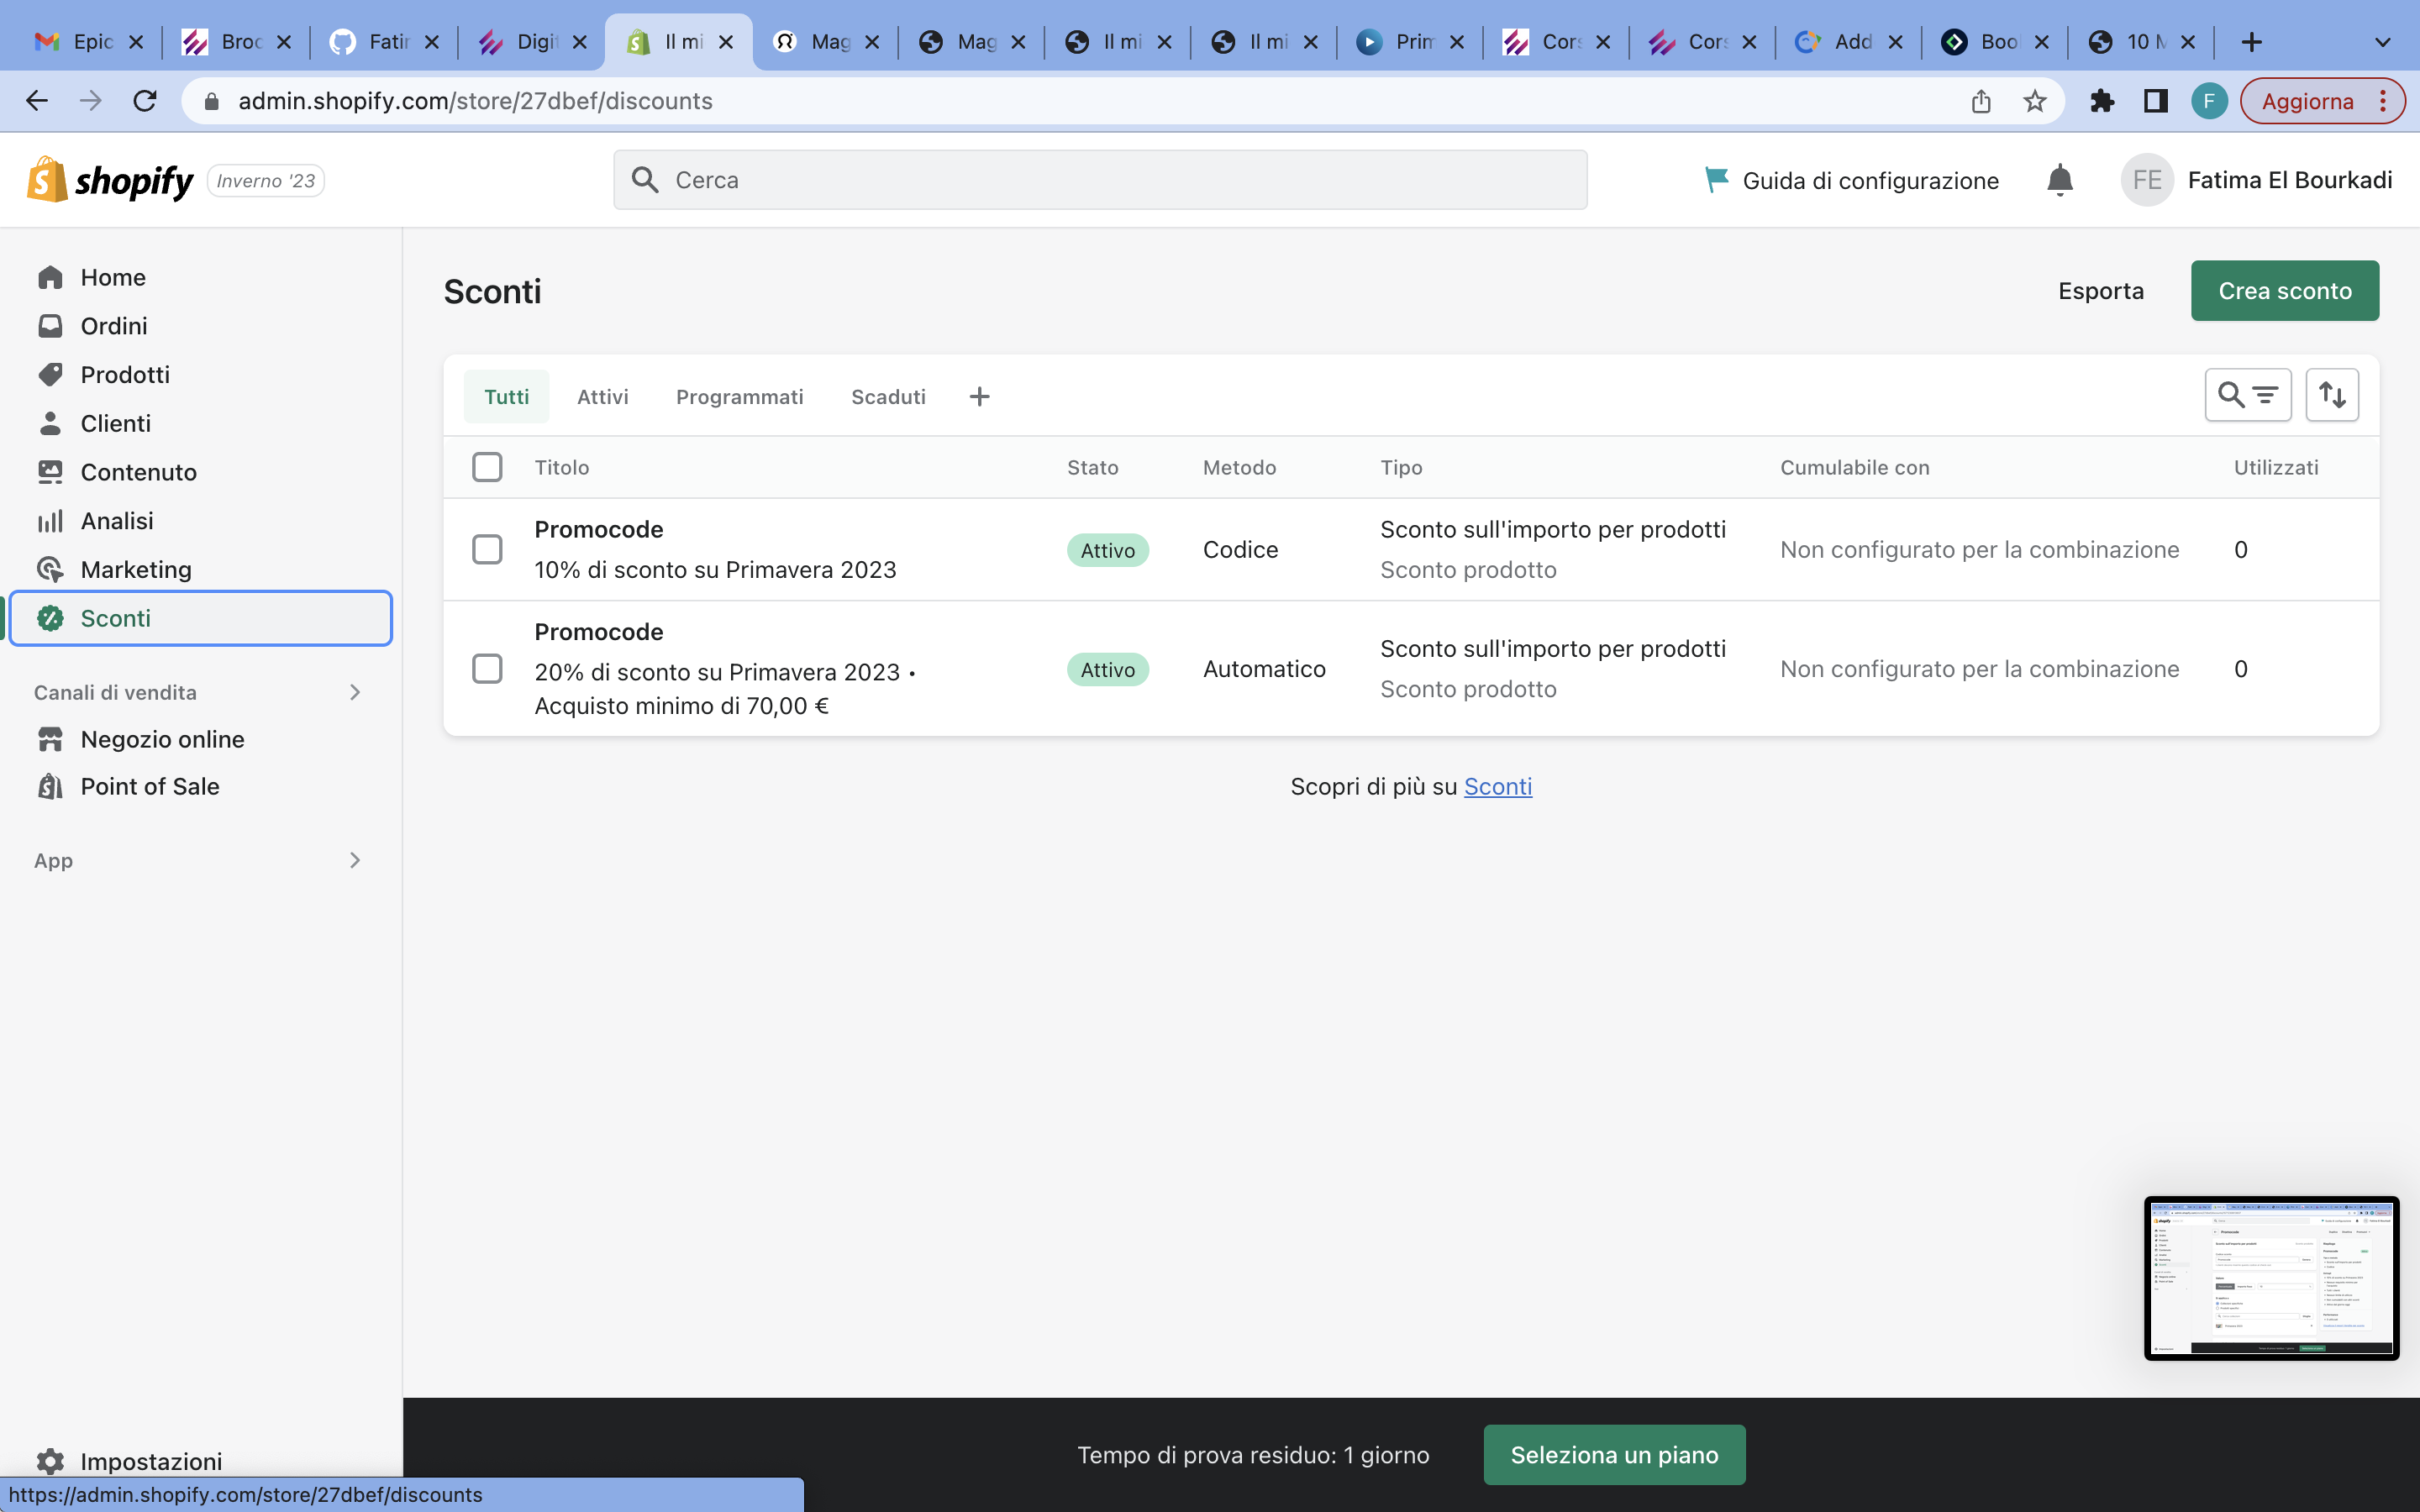 Epic
Broc
Fatir
Digit
Il mi
Mag
Mag
Il mi
Il mi
Prim
Cors
Cors
Add
Boo
10 M
admin.shopify.com/store/27dbef/discounts
F
Aggiorna
shopify
Inverno '23
Cerca
Guida di configurazione
FE
Fatima El Bourkadi
Home
Ordini
Prodotti
Clienti
Contenuto
Analisi
Marketing
Sconti
Canali di vendita
Negozio online
Point of Sale
App
Impostazioni
Sconti
Esporta
Crea sconto
Tutti Attivi Programmati Scaduti
Titolo Stato Metodo Tipo Cumulabile con Utilizzati
Promocode
10% di sconto su Primavera 2023
Attivo
Codice
Sconto sull'importo per prodotti
Sconto prodotto
Non configurato per la combinazione
0
Promocode
20% di sconto su Primavera 2023 •
Acquisto minimo di 70,00 €
Attivo
Automatico
Sconto sull'importo per prodotti
Sconto prodotto
Non configurato per la combinazione
0
Scopri di più su Sconti
Tempo di prova residuo: 1 giorno
Seleziona un piano
https://admin.shopify.com/store/27dbef/discounts